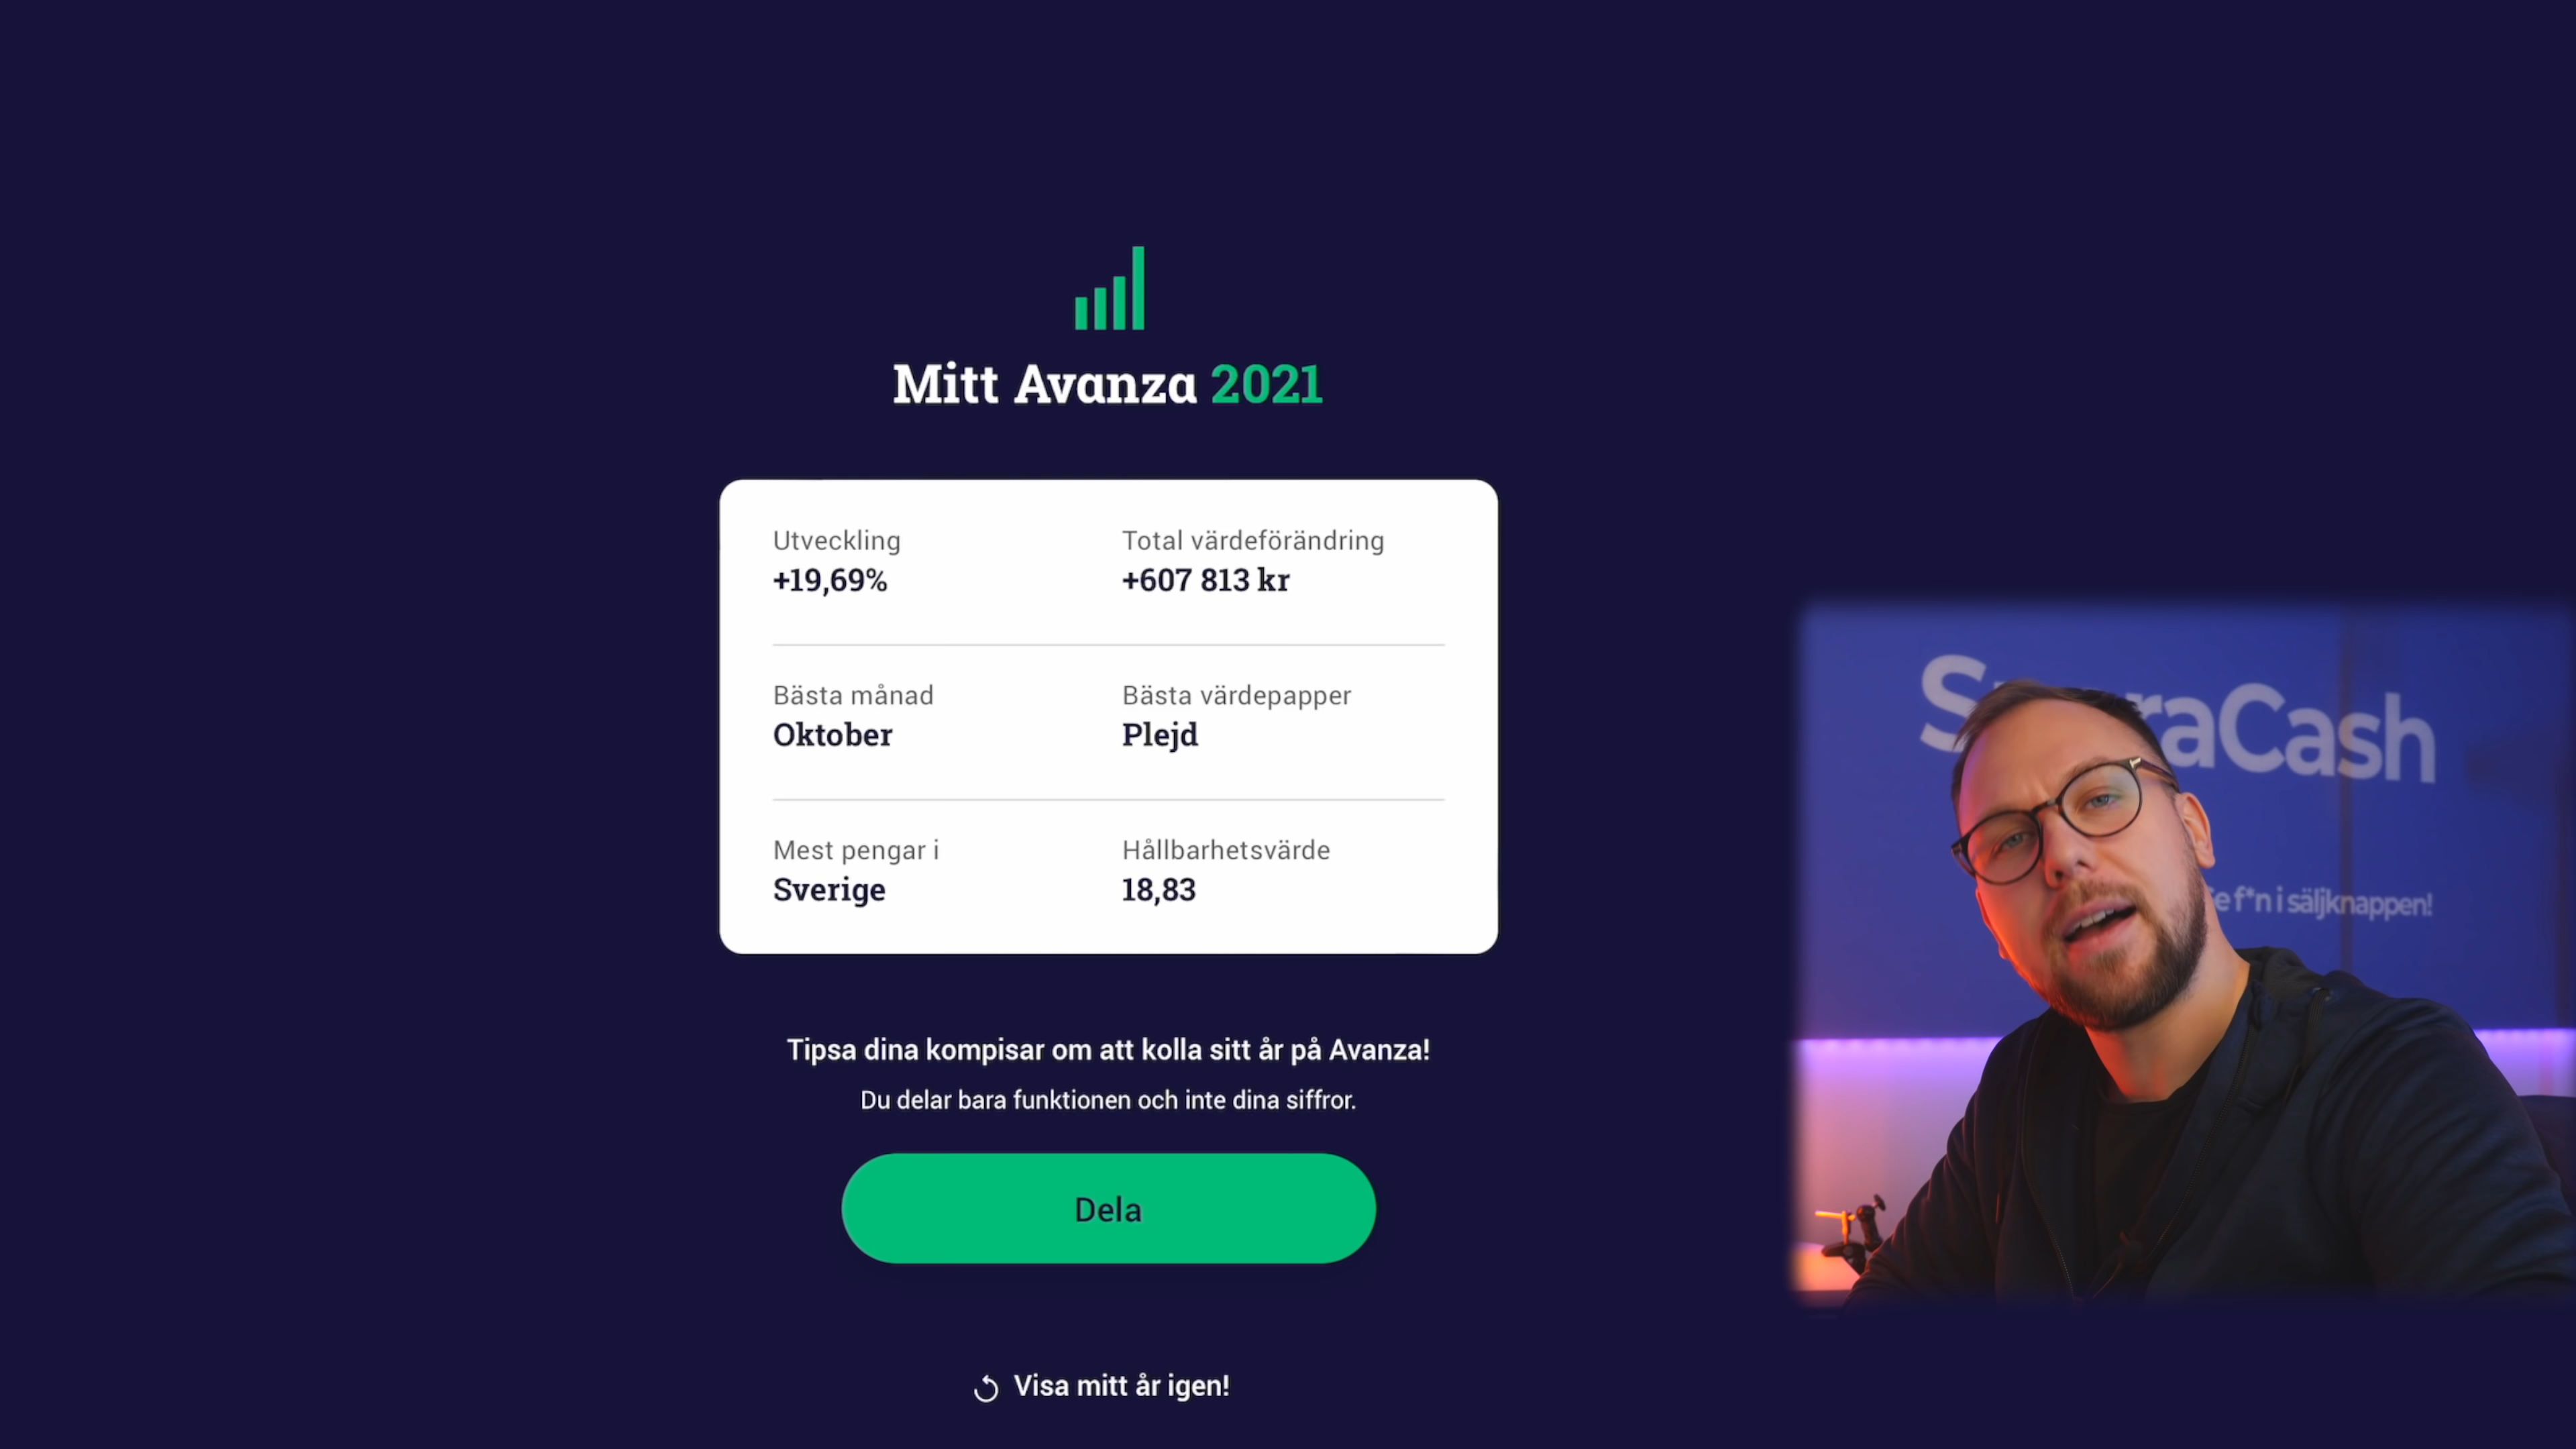 Mitt Avanza 2021
Utveckling
+19,69%
Total värdeförändring
+607 813 kr
Bästa månad
Oktober
Bästa värdepapper
Plejd
Mest pengar i
Sverige
Hållbarhetsvärde
18,83
Tipsa dina kompisar om att kolla sitt år på Avanza!
Du delar bara funktionen och inte dina siffror.
Dela
Visa mitt år igen!
raCash
f*n i säljknappen!